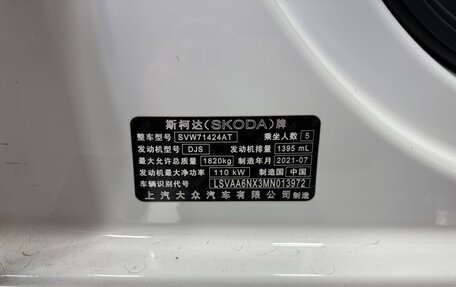 斯柯达(SKODA)牌
整车型号 SVW71424AT 乘坐人数 5
发动机型号 DJS 发动机排量 1395 mL
最大允许总质量 1820kg 制造年月 2021-07
发动机最大净功率 110 kW 制造国 中国
车辆识别代号 LSVAA6NX3MN013972
上汽大众汽车有限公司 制造